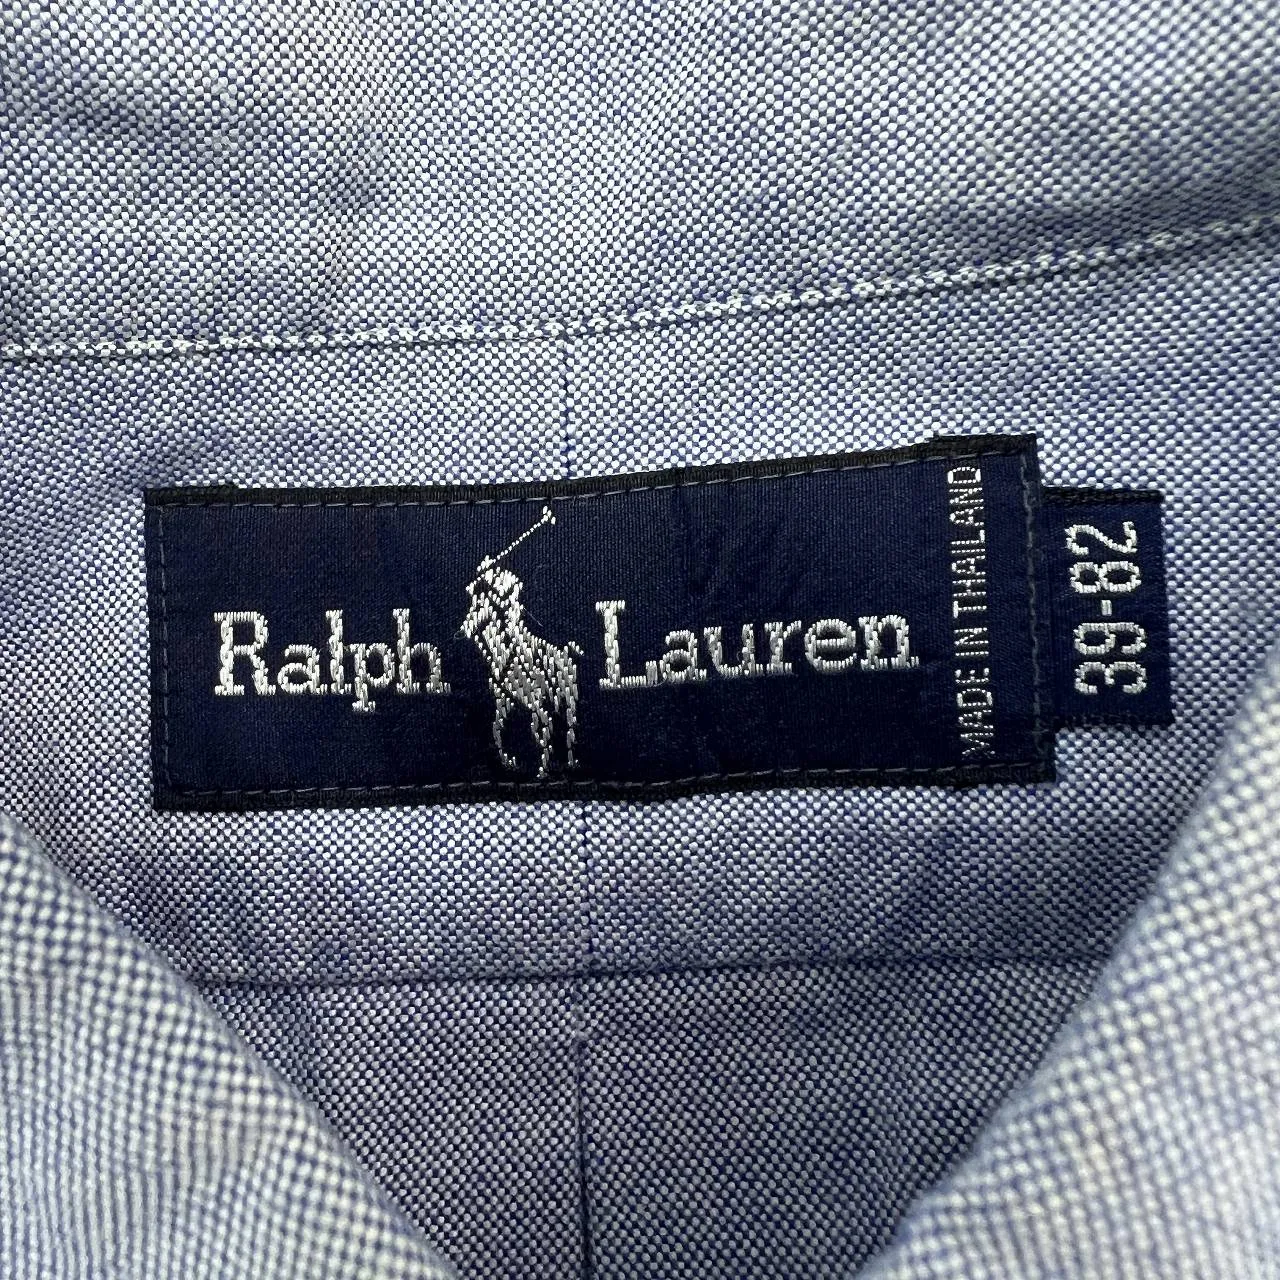 Ralph Lauren
MADE IN THAILAND
39-82